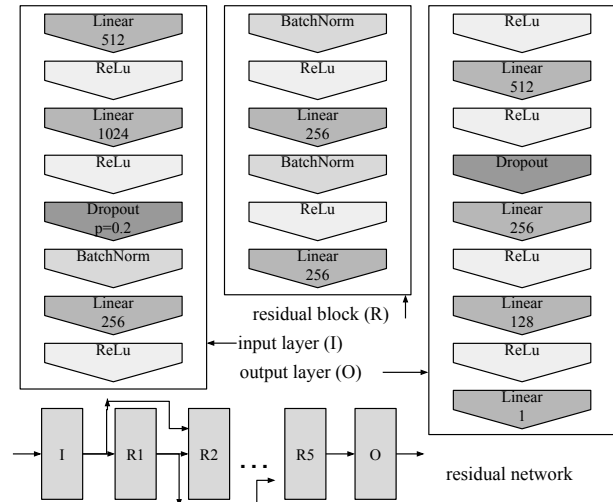 Linear
512
ReLu
Linear
1024
ReLu
Dropout
p=0.2
BatchNorm
Linear
256
ReLu
BatchNorm
ReLu
Linear
256
BatchNorm
ReLu
Linear
256
ReLu
Linear
512
ReLu
Dropout
Linear
256
ReLu
Linear
128
ReLu
Linear
1
residual block (R)
input layer (I)
output layer (O)
I
R1
R2
...
R5
O
residual network